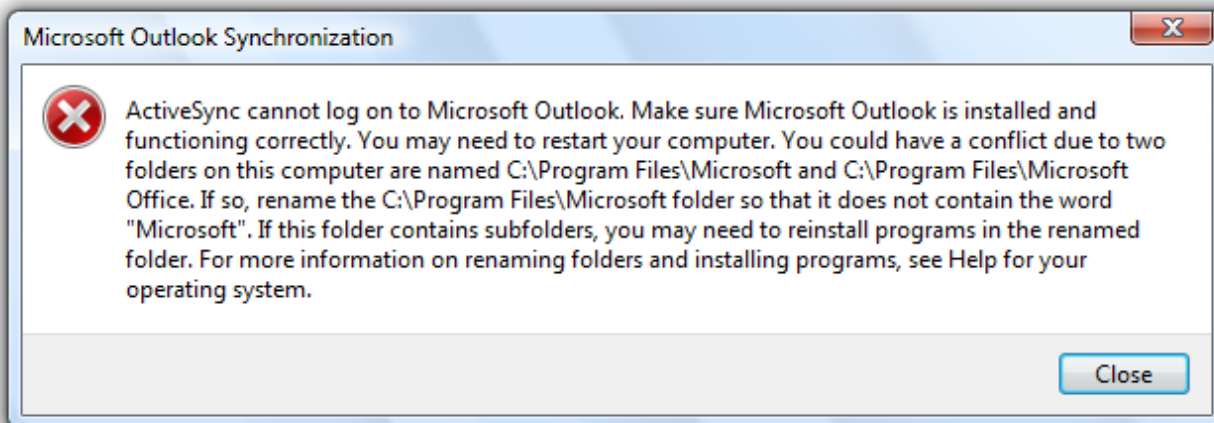 Microsoft Outlook Synchronization
ActiveSync cannot log on to Microsoft Outlook. Make sure Microsoft Outlook is installed and
functioning correctly. You may need to restart your computer. You could have a conflict due to two
folders on this computer are named C:\Program Files\Microsoft and C:\Program Files\Microsoft
Office. If so, rename the C:\Program Files\Microsoft folder so that it does not contain the word
"Microsoft". If this folder contains subfolders, you may need to reinstall programs in the renamed
folder. For more information on renaming folders and installing programs, see Help for your
operating system.
Close